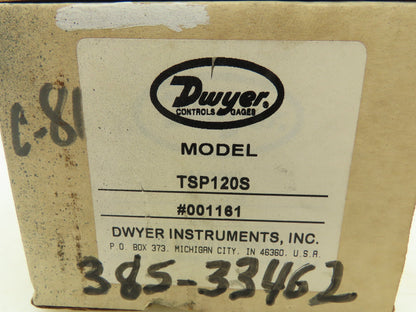 Dwyer®
CONTROLS GAGES
C-81
MODEL
TSP120S
#001161
DWYER INSTRUMENTS, INC.
P.O. BOX 373. MICHIGAN CITY, IN 46360. U.S.A.
385-33462